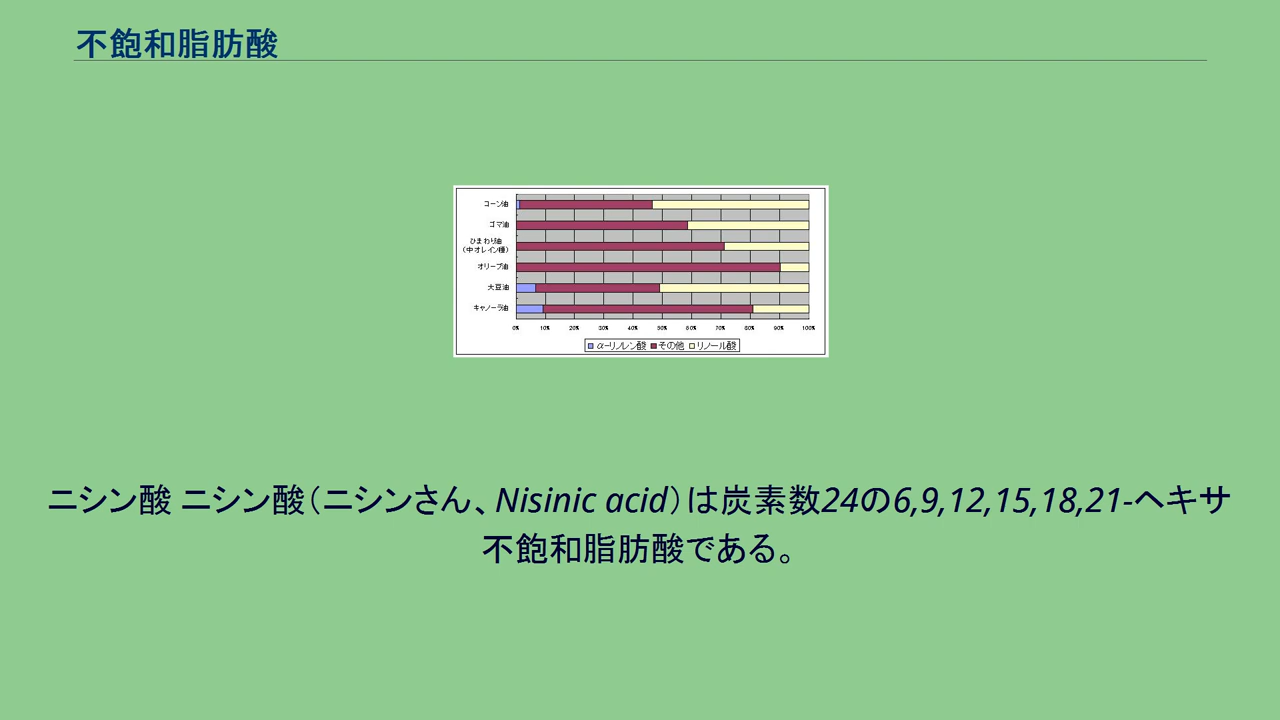 不飽和脂肪酸
コーン油
ゴマ油
ひまわり油
(中オレイン種)
オリーブ油
大豆油
キャノーラ油
0% 10% 20% 30% 40% 50% 60% 70% 80% 90% 100%
α-リノレン酸 その他 リノール酸
ニシン酸 ニシン酸（ニシンさん、Nisinic acid）は炭素数24の6,9,12,15,18,21-ヘキサ
不飽和脂肪酸である。